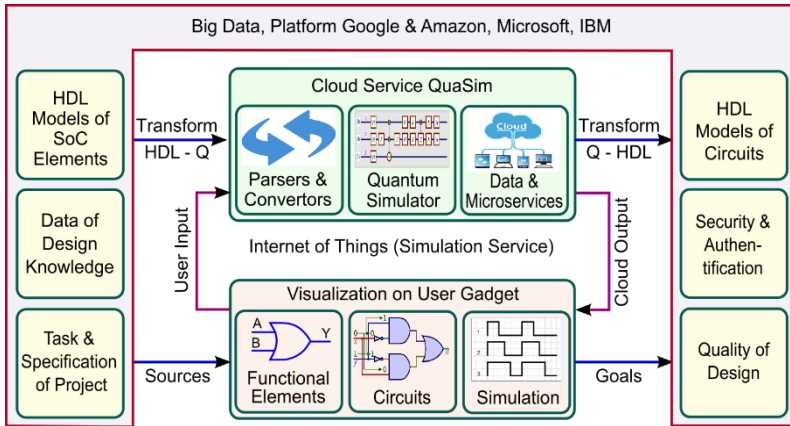 Big Data, Platform Google & Amazon, Microsoft, IBM
HDL
Models of
SoC
Elements
Data of
Design
Knowledge
Task &
Specification
of Project
Transform
HDL - Q
User Input
Sources
Cloud Service QuaSim
Parsers &
Convertors
Quantum
Simulator
Cloud
Data &
Microservices
Internet of Things (Simulation Service)
Visualization on User Gadget
A
B
Y
Functional
Elements
Circuits
1
2
3
Simulation
Transform
Q - HDL
Cloud Output
Goals
HDL
Models of
Circuits
Security &
Authen-
tification
Quality of
Design